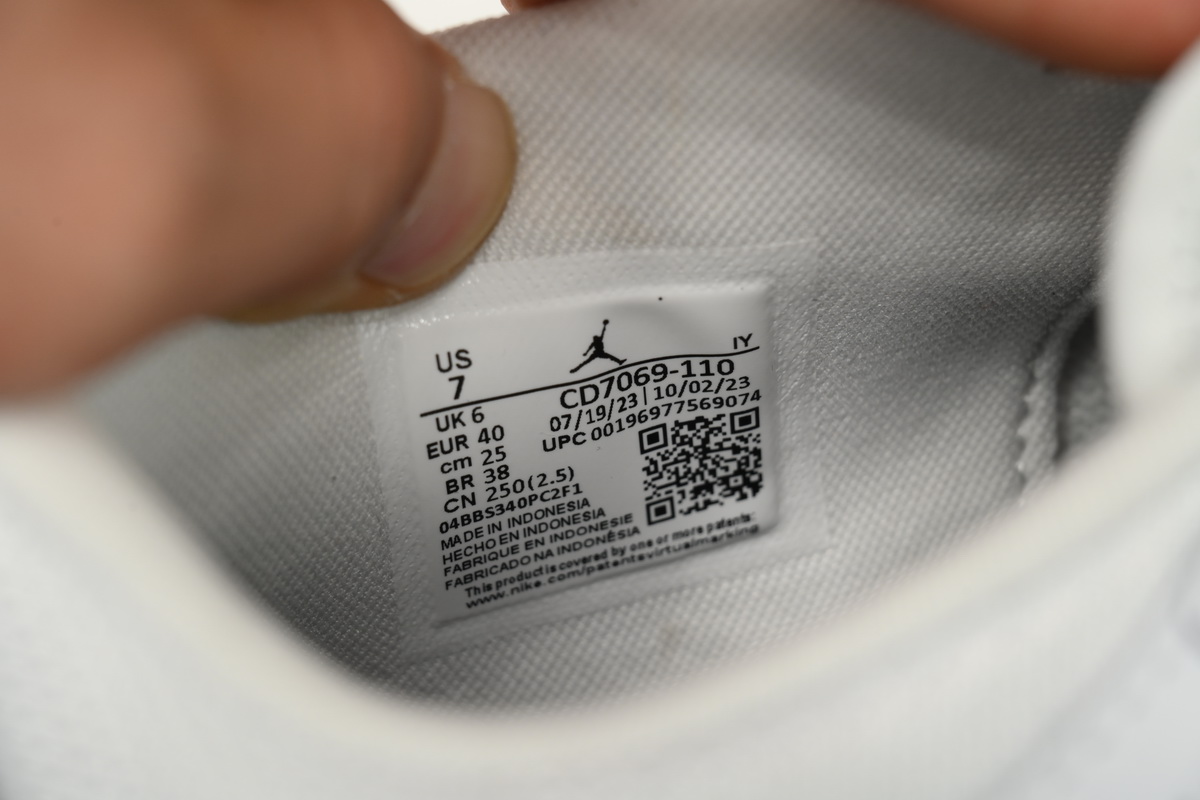 US
7
IY
CD7069-110
UK 6
07/19/23 | 10/02/23
EUR 40
UPC 00196977569074
cm 25
BR 38
CN 250(2.5)
04BBS340PC2F1
MADE IN INDONESIA
HECHO EN INDONESIA
FABRIQUE EN INDONESIE
FABRICADO NA INDONÊSIA
This product is covered by one or more patents:
www.nike.com/patentsvirtualmarking